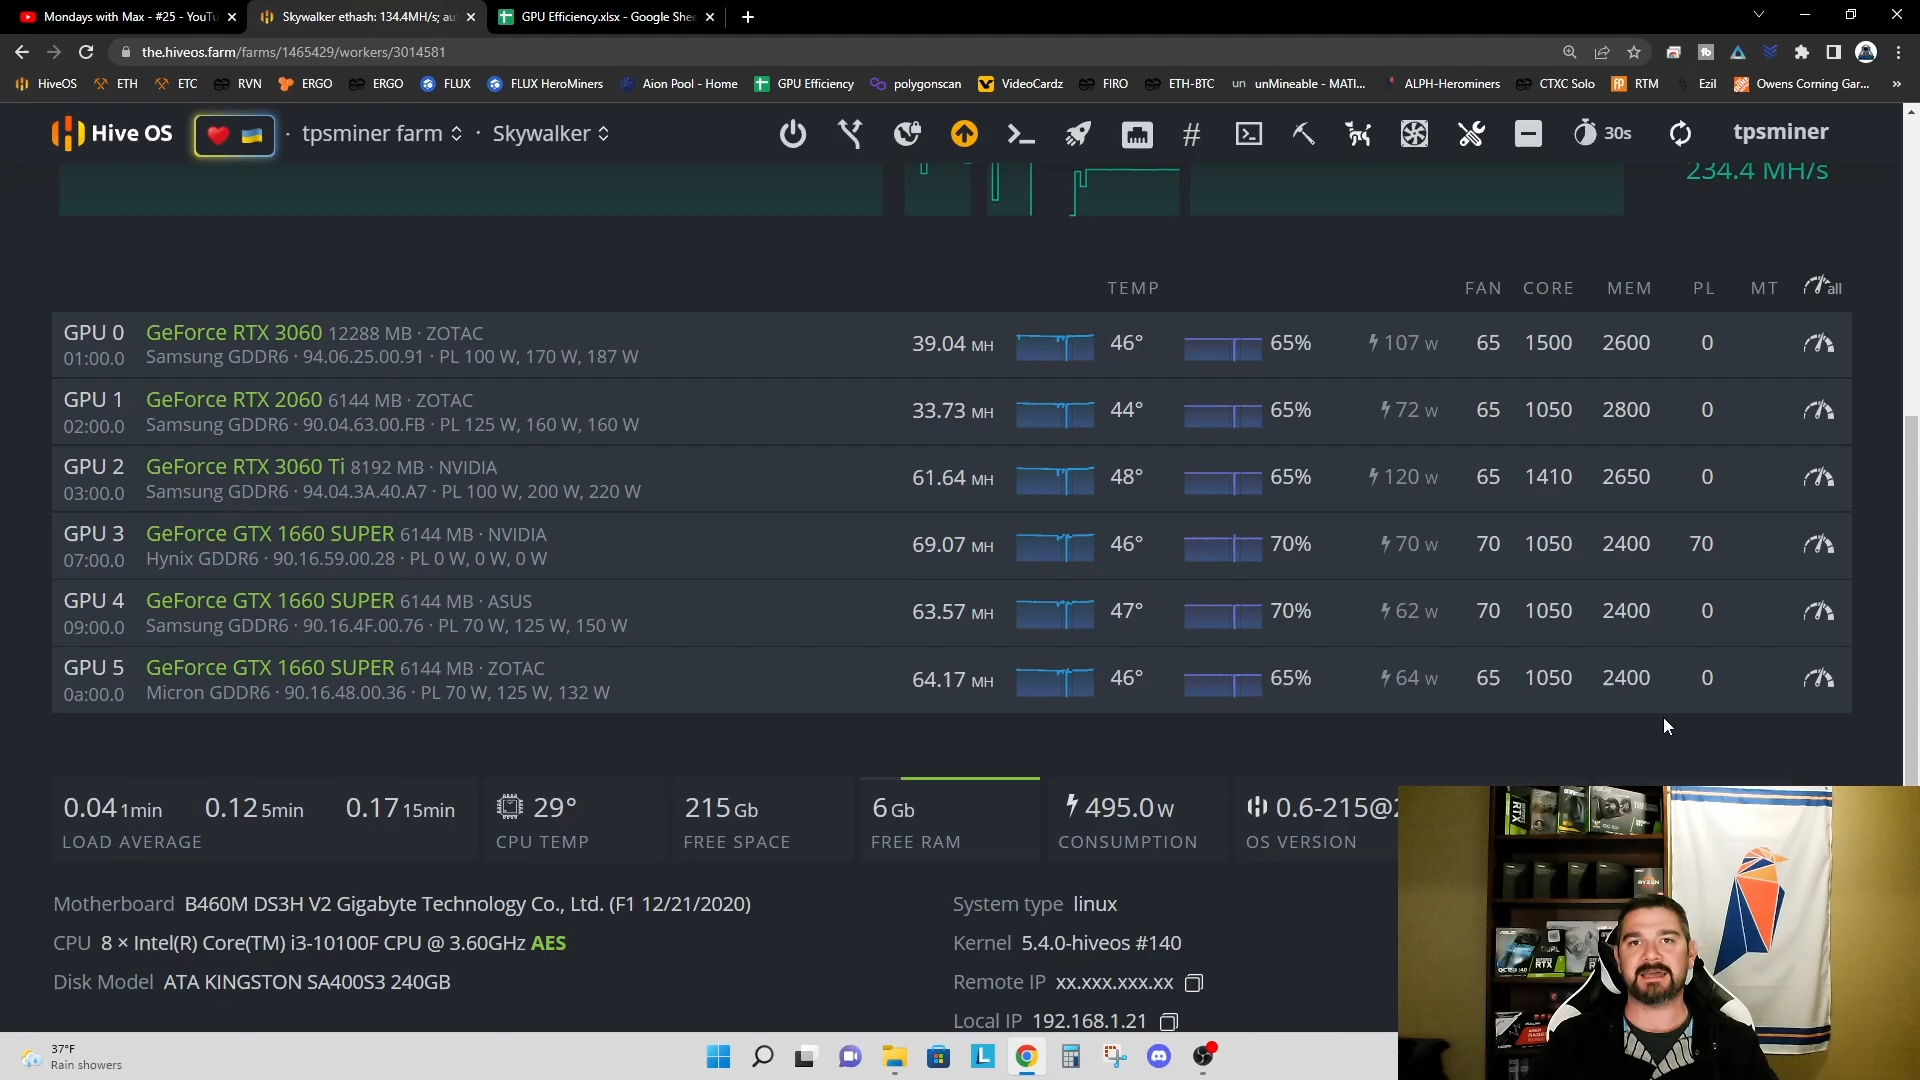 Mondays with Max - #25 - YouTu
Skywalker ethash: 134.4MH/s; au
GPU Efficiency.xlsx - Google She
the.hiveos.farm/farms/1465429/workers/3014581
HiveOS ETH ETC RVN ERGO ERGO FLUX FLUX HeroMiners Aion Pool - Home GPU Efficiency polygonscan VideoCardz FIRO ETH-BTC un unMineable - MATI... ALPH-Herominers CTXC Solo RTM Ezil Owens Corning Gar... »
Hive OS · tpsminer farm · Skywalker # 30s tpsminer
234.4 MH/s
TEMP FAN CORE MEM PL MT all
GPU 0 GeForce RTX 3060 12288 MB · ZOTAC
01:00.0 Samsung GDDR6 · 94.06.25.00.91 · PL 100 W, 170 W, 187 W
39.04 MH 46° 65% 107 W 65 1500 2600 0
GPU 1 GeForce RTX 2060 6144 MB · ZOTAC
02:00.0 Samsung GDDR6 · 90.04.63.00.FB · PL 125 W, 160 W, 160 W
33.73 MH 44° 65% 72 W 65 1050 2800 0
GPU 2 GeForce RTX 3060 Ti 8192 MB · NVIDIA
03:00.0 Samsung GDDR6 · 94.04.3A.40.A7 · PL 100 W, 200 W, 220 W
61.64 MH 48° 65% 120 W 65 1410 2650 0
GPU 3 GeForce GTX 1660 SUPER 6144 MB · NVIDIA
07:00.0 Hynix GDDR6 · 90.16.59.00.28 · PL 0 W, 0 W, 0 W
69.07 MH 46° 70% 70 W 70 1050 2400 70
GPU 4 GeForce GTX 1660 SUPER 6144 MB · ASUS
09:00.0 Samsung GDDR6 · 90.16.4F.00.76 · PL 70 W, 125 W, 150 W
63.57 MH 47° 70% 62 W 70 1050 2400 0
GPU 5 GeForce GTX 1660 SUPER 6144 MB · ZOTAC
0a:00.0 Micron GDDR6 · 90.16.48.00.36 · PL 70 W, 125 W, 132 W
64.17 MH 46° 65% 64 W 65 1050 2400 0
0.04 1min 0.12 5min 0.17 15min 29° 215 Gb 6 Gb 495.0 W 0.6-215@2
LOAD AVERAGE CPU TEMP FREE SPACE FREE RAM CONSUMPTION OS VERSION
Motherboard B460M DS3H V2 Gigabyte Technology Co., Ltd. (F1 12/21/2020)
CPU 8 × Intel(R) Core(TM) i3-10100F CPU @ 3.60GHz AES
Disk Model ATA KINGSTON SA400S3 240GB
System type linux
Kernel 5.4.0-hiveos #140
Remote IP xx.xxx.xxx.xx
Local IP 192.168.1.21
RTX
RYZEN
RTX
37°F
Rain showers